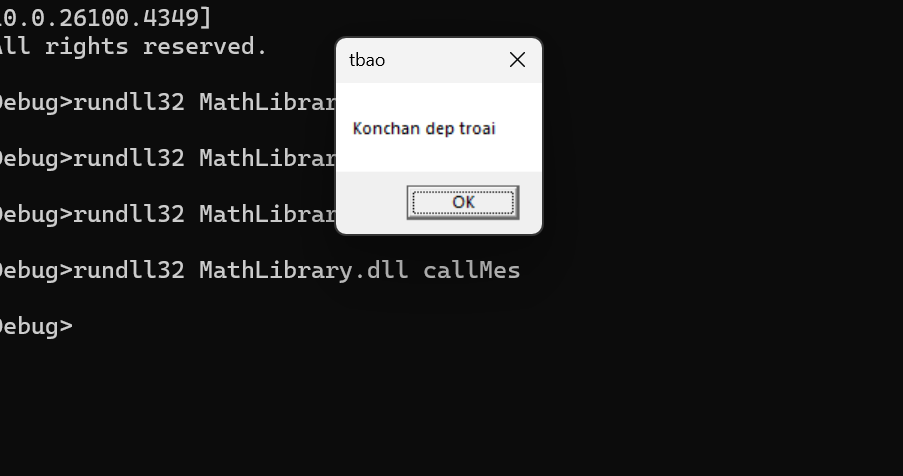 10.0.26100.4349]
All rights reserved.
Debug>rundll32 MathLibrar
Debug>rundll32 MathLibrar
Debug>rundll32 MathLibrar
Debug>rundll32 MathLibrary.dll callMes
Debug>
tbao
Konchan dep troai
OK